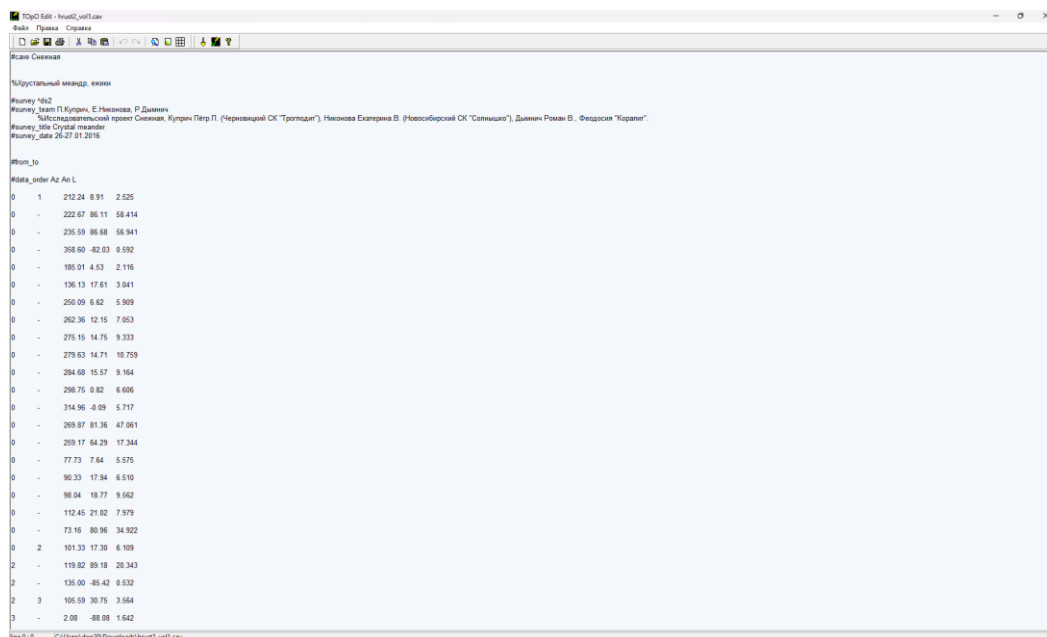 TOpO Edit - hrust2_vol1.cav
Файл Правка Справка
#cave Снежная
%Хрустальный меандр, ежики
#survey ^ds2
#survey_team П.Куприч, Е.Никонова, Р.Дымнич
%Исследовательский проект Снежная, Куприч Пётр.П. (Черновицкий СК "Троглодит"), Никонова Екатерина.В. (Новосибирский СК "Солнышко"), Дымнич Роман В., Феодосия "Коралит".
#survey_title Crystal meander
#survey_date 26-27.01.2016
#from_to
#data_order Az An L
0 1 212.24 8.91 2.525
0 - 222.67 86.11 58.414
0 - 235.59 86.68 56.941
0 - 358.60 -82.03 0.592
0 - 185.01 4.53 2.116
0 - 136.13 17.61 3.041
0 - 250.09 6.62 5.909
0 - 262.36 12.15 7.053
0 - 275.15 14.75 9.333
0 - 279.63 14.71 10.759
0 - 284.68 15.57 9.164
0 - 298.75 0.82 6.606
0 - 314.96 -0.09 5.717
0 - 269.87 81.36 47.061
0 - 259.17 64.29 17.344
0 - 77.73 7.64 5.575
0 - 90.33 17.94 6.510
0 - 98.04 18.77 9.562
0 - 112.45 21.02 7.979
0 - 73.16 80.96 34.922
0 2 101.33 17.30 6.109
2 - 119.82 89.18 20.343
2 - 135.00 -85.42 0.532
2 3 105.59 30.75 3.564
3 - 2.08 -88.08 1.642